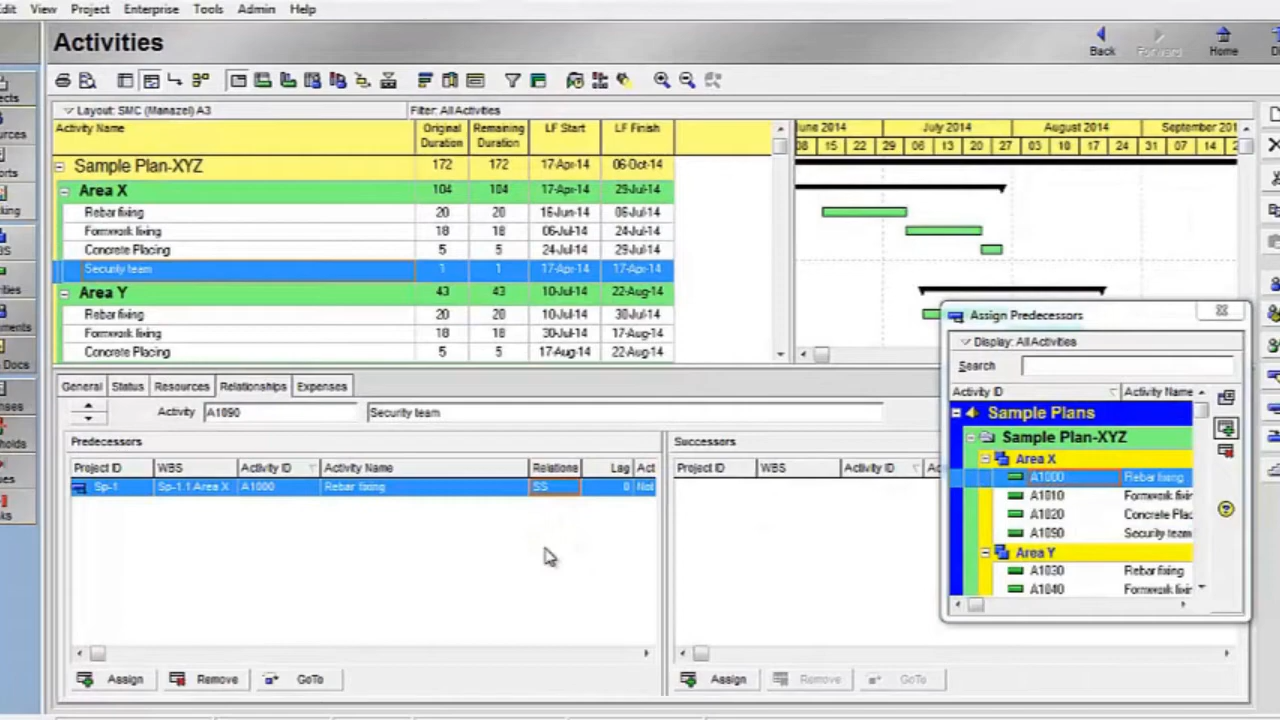 Edit View Project Enterprise Tools Admin Help
Activities
Back Forward Home
Layout: SMC (Manazel) A3 Filter: All Activities
Activity Name Original Duration Remaining Duration LF Start LF Finish
June 2014 July 2014 August 2014
08 15 22 29 06 13 20 27 03 10 17 24 31 07 14
Sample Plan-XYZ 172 172 17-Apr-14 06-Oct-14
Area X 104 104 17-Apr-14 29-Jul-14
Rebar fixing 20 20 16-Jun-14 06-Jul-14
Formwork fixing 18 18 06-Jul-14 24-Jul-14
Concrete Placing 5 5 24-Jul-14 29-Jul-14
Security team 1 1 17-Apr-14 17-Apr-14
Area Y 43 43 10-Jul-14 22-Aug-14
Rebar fixing 20 20 10-Jul-14 30-Jul-14
Formwork fixing 18 18 30-Jul-14 17-Aug-14
Concrete Placing 5 5 17-Aug-14 22-Aug-14
General Status Resources Relationships Expenses
Activity A1090 Security team
Predecessors
Project ID WBS Activity ID Activity Name Relations Lag Act
Sp-1 Sp-1.1 Area X A1000 Rebar fixing SS 0 Not
Assign Remove GoTo
Successors
Project ID WBS Activity ID
Assign Remove GoTo
Assign Predecessors
Display: All Activities
Search
Activity ID Activity Name
Sample Plans
Sample Plan-XYZ
Area X
A1000 Rebar fixing
A1010 Formwork fixin
A1020 Concrete Plac
A1090 Security team
Area Y
A1030 Rebar fixing
A1040 Formwork fixin